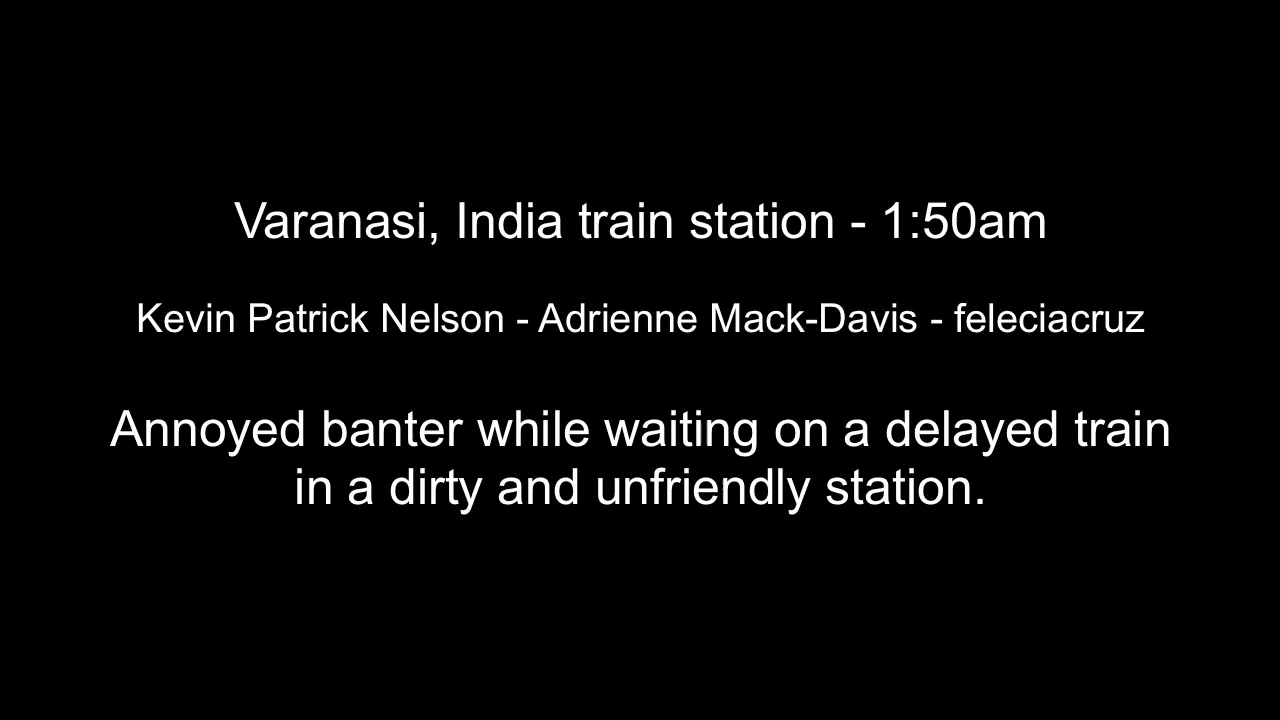 Varanasi, India train station - 1:50am
Kevin Patrick Nelson - Adrienne Mack-Davis - feleciacruz
Annoyed banter while waiting on a delayed train
in a dirty and unfriendly station.